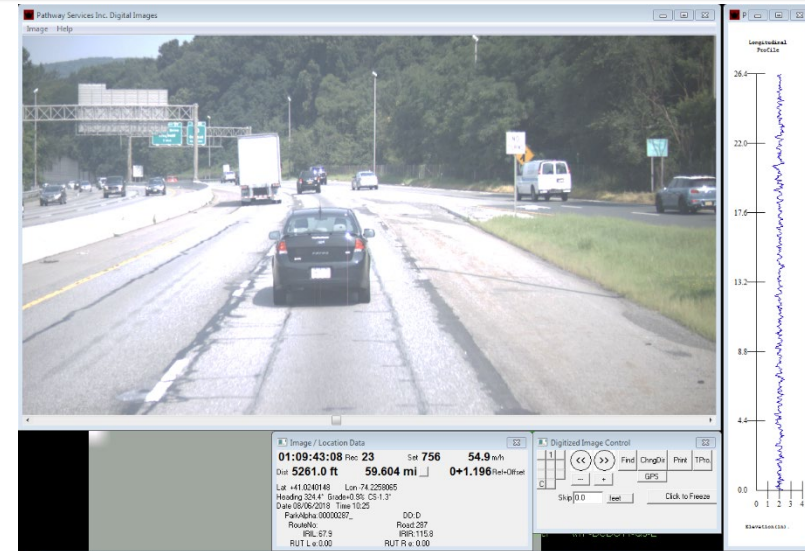 Pathway Services Inc. Digital Images
Image Help
P
Longitudinal
Profile
26.4
22.0
17.6
13.2
8.8
4.4
0.0
0 1 2 3 4
Elevation(in).
Image / Location Data
01:09:43:08 Rec 23 Set 756 54.9 m/h
Dist 5261.0 ft 59.604 mi 0+1.196 Ref+Offset
Lat +41.0240148 Lon -74.2258065
Heading 324.4° Grade+0.9% CS-1.3°
Date 08/06/2018 Time 10:25
ParkAlpha:00000287_ DD:D
RouteNo: Road:287
IRIL:67.9 IRIR:115.8
RUT L e:0.00 RUT R e:0.00
Digitized Image Control
1
C
<< >> Find ChngDir Print TPro.
-- + GPS
Skip 0.0 feet Click to Freeze